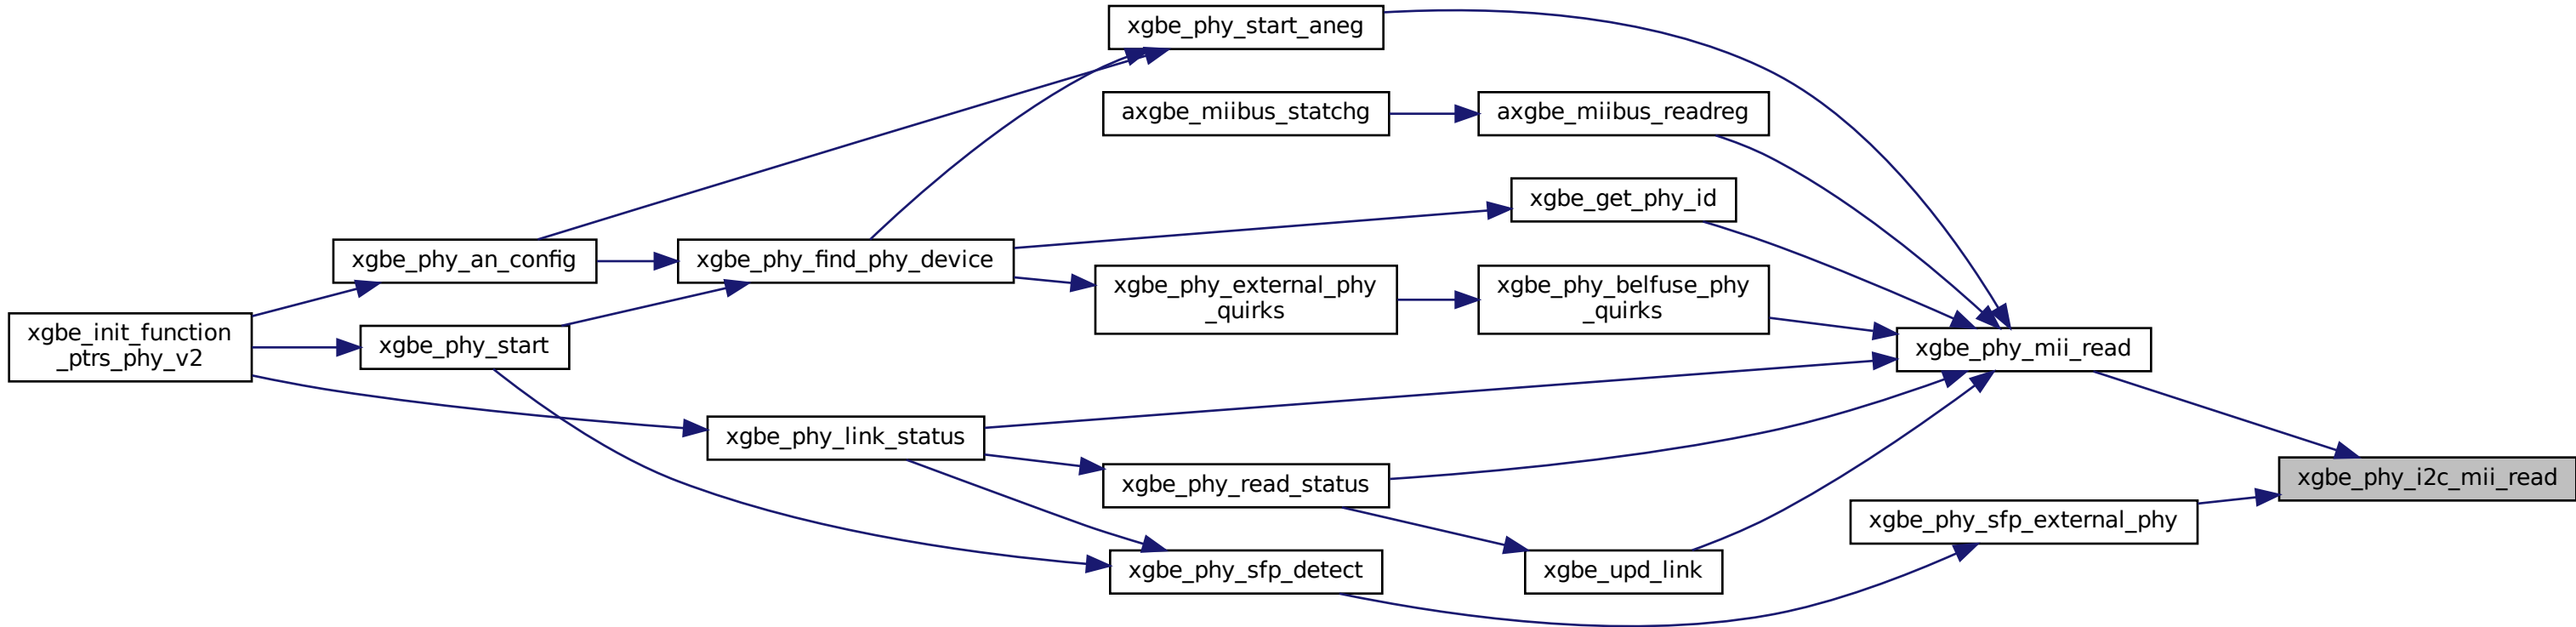 xgbe_phy_start_aneg
axgbe_miibus_statchg
axgbe_miibus_readreg
xgbe_get_phy_id
xgbe_phy_an_config
xgbe_phy_find_phy_device
xgbe_phy_external_phy
_quirks
xgbe_phy_belfuse_phy
_quirks
xgbe_init_function
_ptrs_phy_v2
xgbe_phy_start
xgbe_phy_mii_read
xgbe_phy_link_status
xgbe_phy_read_status
xgbe_phy_i2c_mii_read
xgbe_phy_sfp_external_phy
xgbe_phy_sfp_detect
xgbe_upd_link